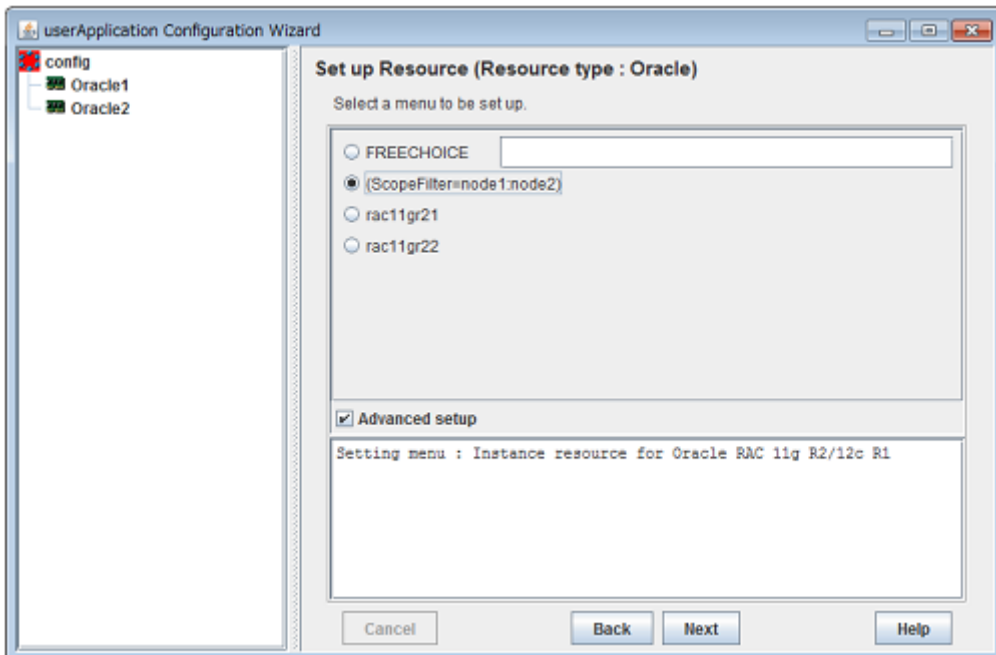 userApplication Configuration Wizard
config
Oracle1
Oracle2
Set up Resource (Resource type : Oracle)
Select a menu to be set up.
FREECHOICE
(ScopeFilter=node1:node2)
rac11gr21
rac11gr22
Advanced setup
Setting menu : Instance resource for Oracle RAC 11g R2/12c R1
Cancel Back Next Help